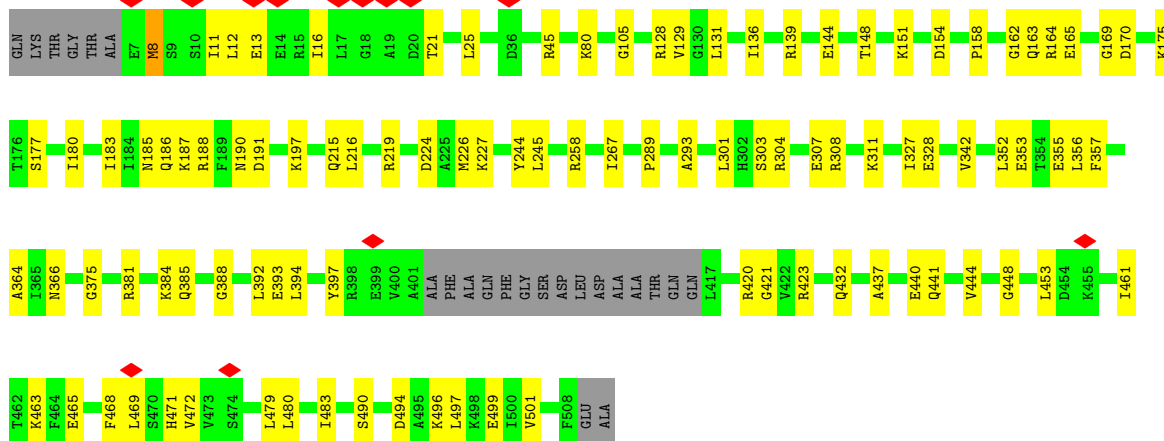 GLN LYS THR GLY THR ALA E7 M8 S9 S10 I11 L12 E13 E14 R15 I16 L17 G18 A19 D20 T21 L25 D36 R45 K80 G105 R128 V129 G130 L131 I136 R139 E144 T148 K151 D154 P158 G162 Q163 R164 E165 G169 D170 K175
T176 S177 I180 I183 I184 N185 Q186 K187 R188 F189 N190 D191 K197 Q215 L216 R219 D224 A225 M226 K227 Y244 L245 R258 I267 P289 A293 L301 H302 S303 R304 E307 R308 K311 I327 E328 V342 L352 E353 T354 E355 L356 F357
A364 I365 N366 G375 R381 K384 Q385 G388 L392 E393 L394 Y397 R398 E399 V400 A401 ALA PHE ALA GLN PHE GLY SER ASP LEU ASP ALA ALA THR GLN GLN L417 R420 G421 V422 R423 Q432 A437 E440 Q441 V444 G448 L453 D454 K455 I461
T462 K463 F464 E465 F468 L469 S470 H471 V472 V473 S474 L479 L480 I483 S490 D494 A495 K496 L497 K498 E499 I500 V501 F508 GLU ALA